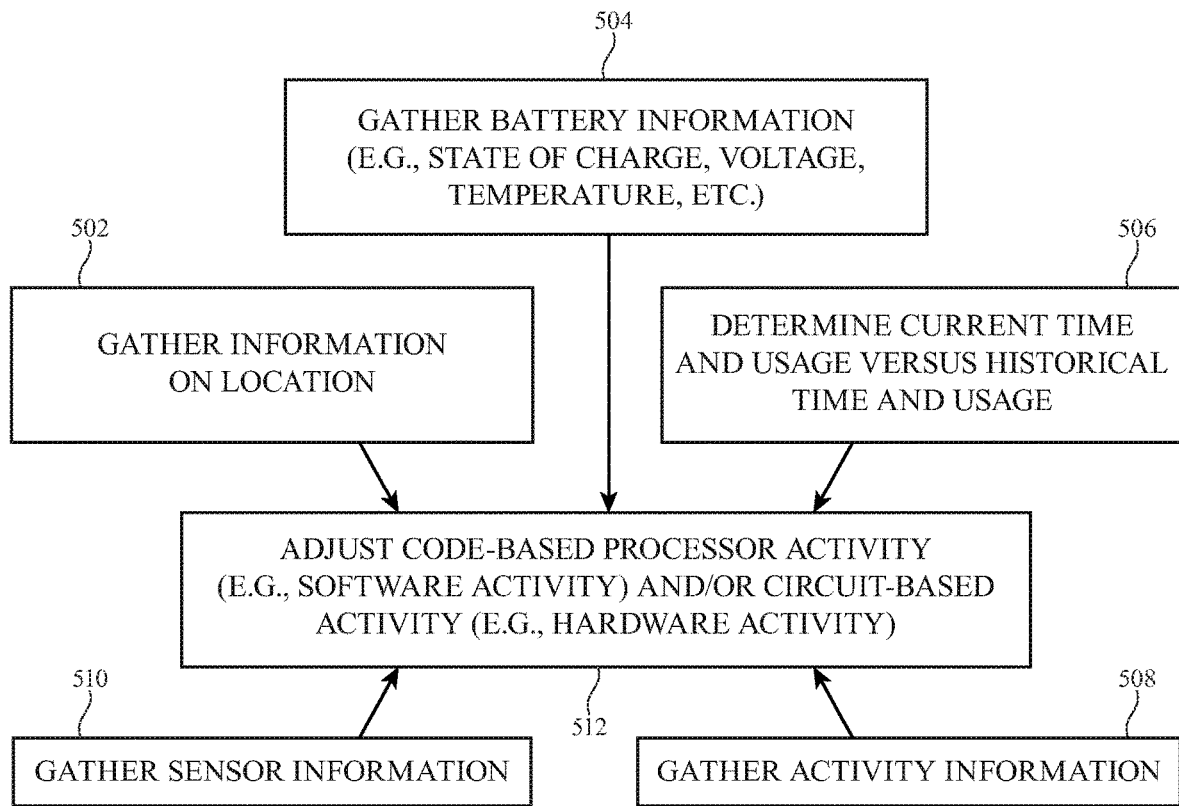 504
GATHER BATTERY INFORMATION
(E.G., STATE OF CHARGE, VOLTAGE,
TEMPERATURE, ETC.)
502
GATHER INFORMATION
ON LOCATION
506
DETERMINE CURRENT TIME
AND USAGE VERSUS HISTORICAL
TIME AND USAGE
ADJUST CODE-BASED PROCESSOR ACTIVITY
(E.G., SOFTWARE ACTIVITY) AND/OR CIRCUIT-BASED
ACTIVITY (E.G., HARDWARE ACTIVITY)
512
510
GATHER SENSOR INFORMATION
508
GATHER ACTIVITY INFORMATION